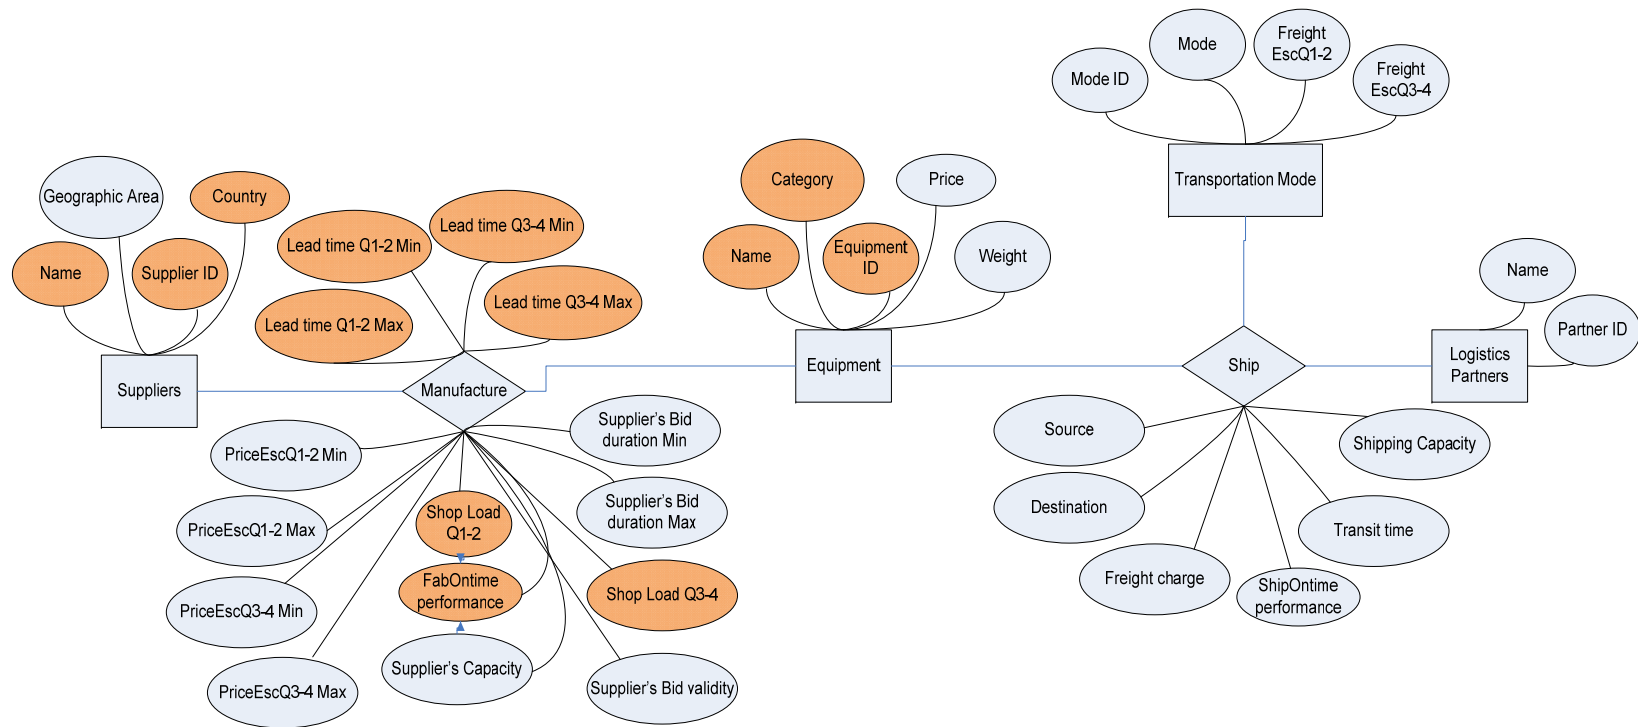 Mode
Freight
EscQ1-2
Mode ID
Freight
EscQ3-4
Transportation Mode
Geographic Area
Country
Name
Supplier ID
Suppliers
Lead time Q1-2 Min
Lead time Q3-4 Min
Lead time Q1-2 Max
Lead time Q3-4 Max
Manufacture
Category
Price
Name
Equipment
ID
Weight
Equipment
Ship
Name
Partner ID
Logistics
Partners
PriceEscQ1-2 Min
PriceEscQ1-2 Max
PriceEscQ3-4 Min
PriceEscQ3-4 Max
Shop Load
Q1-2
FabOntime
performance
Supplier's Capacity
Supplier's Bid
duration Min
Supplier's Bid
duration Max
Shop Load Q3-4
Supplier's Bid validity
Source
Destination
Freight charge
ShipOntime
performance
Transit time
Shipping Capacity